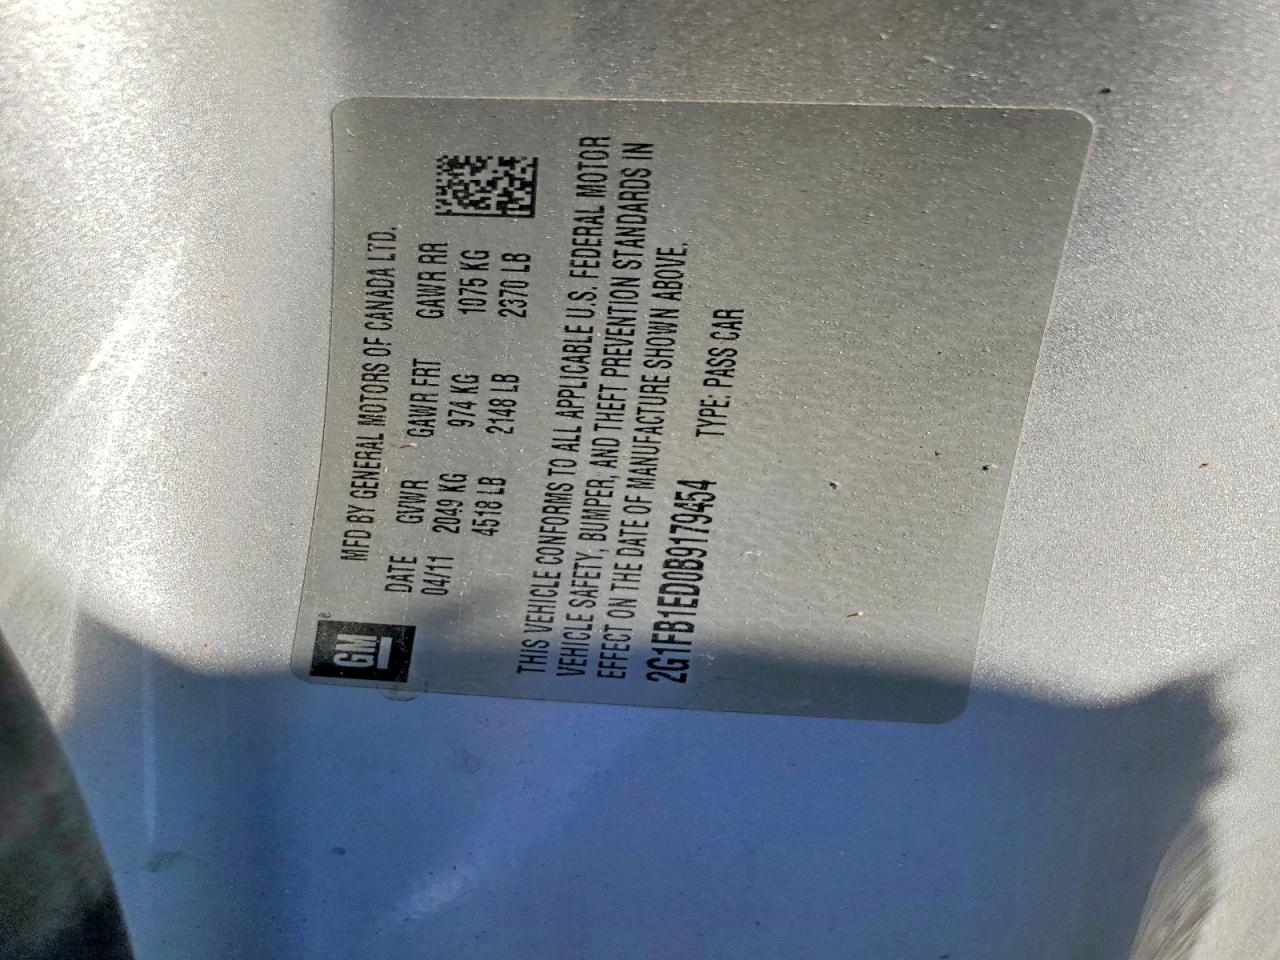 GM®
MFD BY GENERAL MOTORS OF CANADA LTD.
DATE GVWR GAWR FRT GAWR RR
04/11 2049 KG 974 KG 1075 KG
4518 LB 2148 LB 2370 LB
THIS VEHICLE CONFORMS TO ALL APPLICABLE U.S. FEDERAL MOTOR
VEHICLE SAFETY, BUMPER, AND THEFT PREVENTION STANDARDS IN
EFFECT ON THE DATE OF MANUFACTURE SHOWN ABOVE.
2G1FB1ED0B9179454 TYPE: PASS CAR